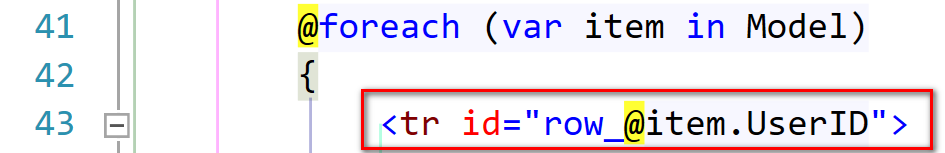 41 @foreach (var item in Model)
42 {
43 <tr id="row_@item.UserID">